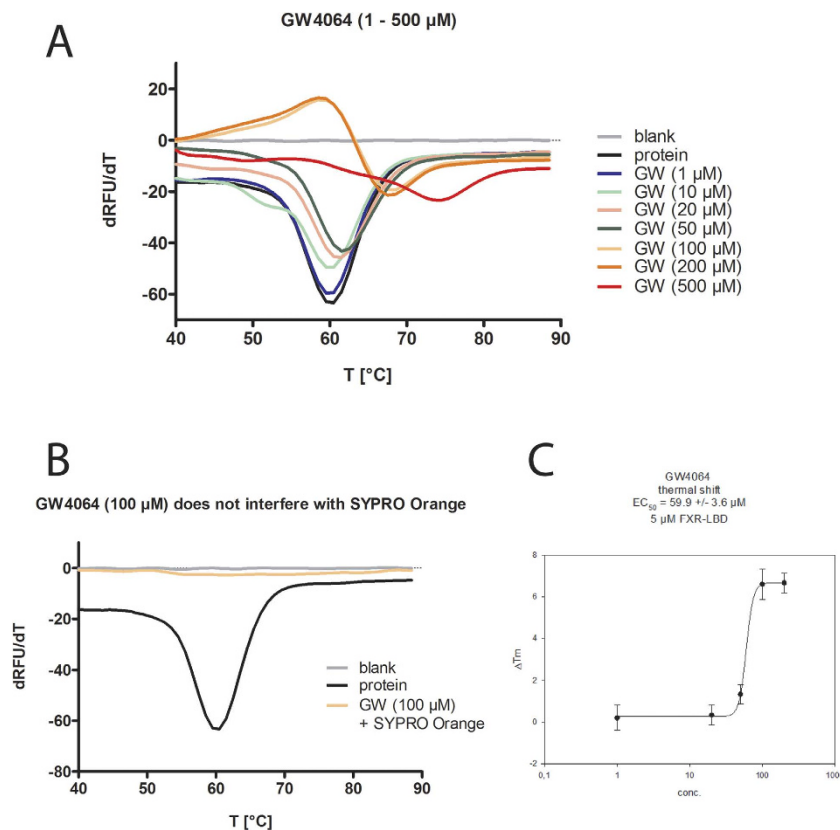 GW4064 (1 - 500 µM)
A
20
0
-20
-40
-60
dRFU/dT
40
50
60
70
80
90
T [°C]
blank
protein
GW (1 µM)
GW (10 µM)
GW (20 µM)
GW (50 µM)
GW (100 µM)
GW (200 µM)
GW (500 µM)
B
GW4064 (100 µM) does not interfere with SYPRO Orange
0
-20
-40
-60
-80
dRFU/dT
40
50
60
70
80
90
T [°C]
blank
protein
GW (100 µM)
+ SYPRO Orange
C
GW4064
thermal shift
EC50 = 59.9 +/- 3.6 µM
5 µM FXR-LBD
8
6
4
2
0
-2
ΔTm
0,1
1
10
100
100
conc.